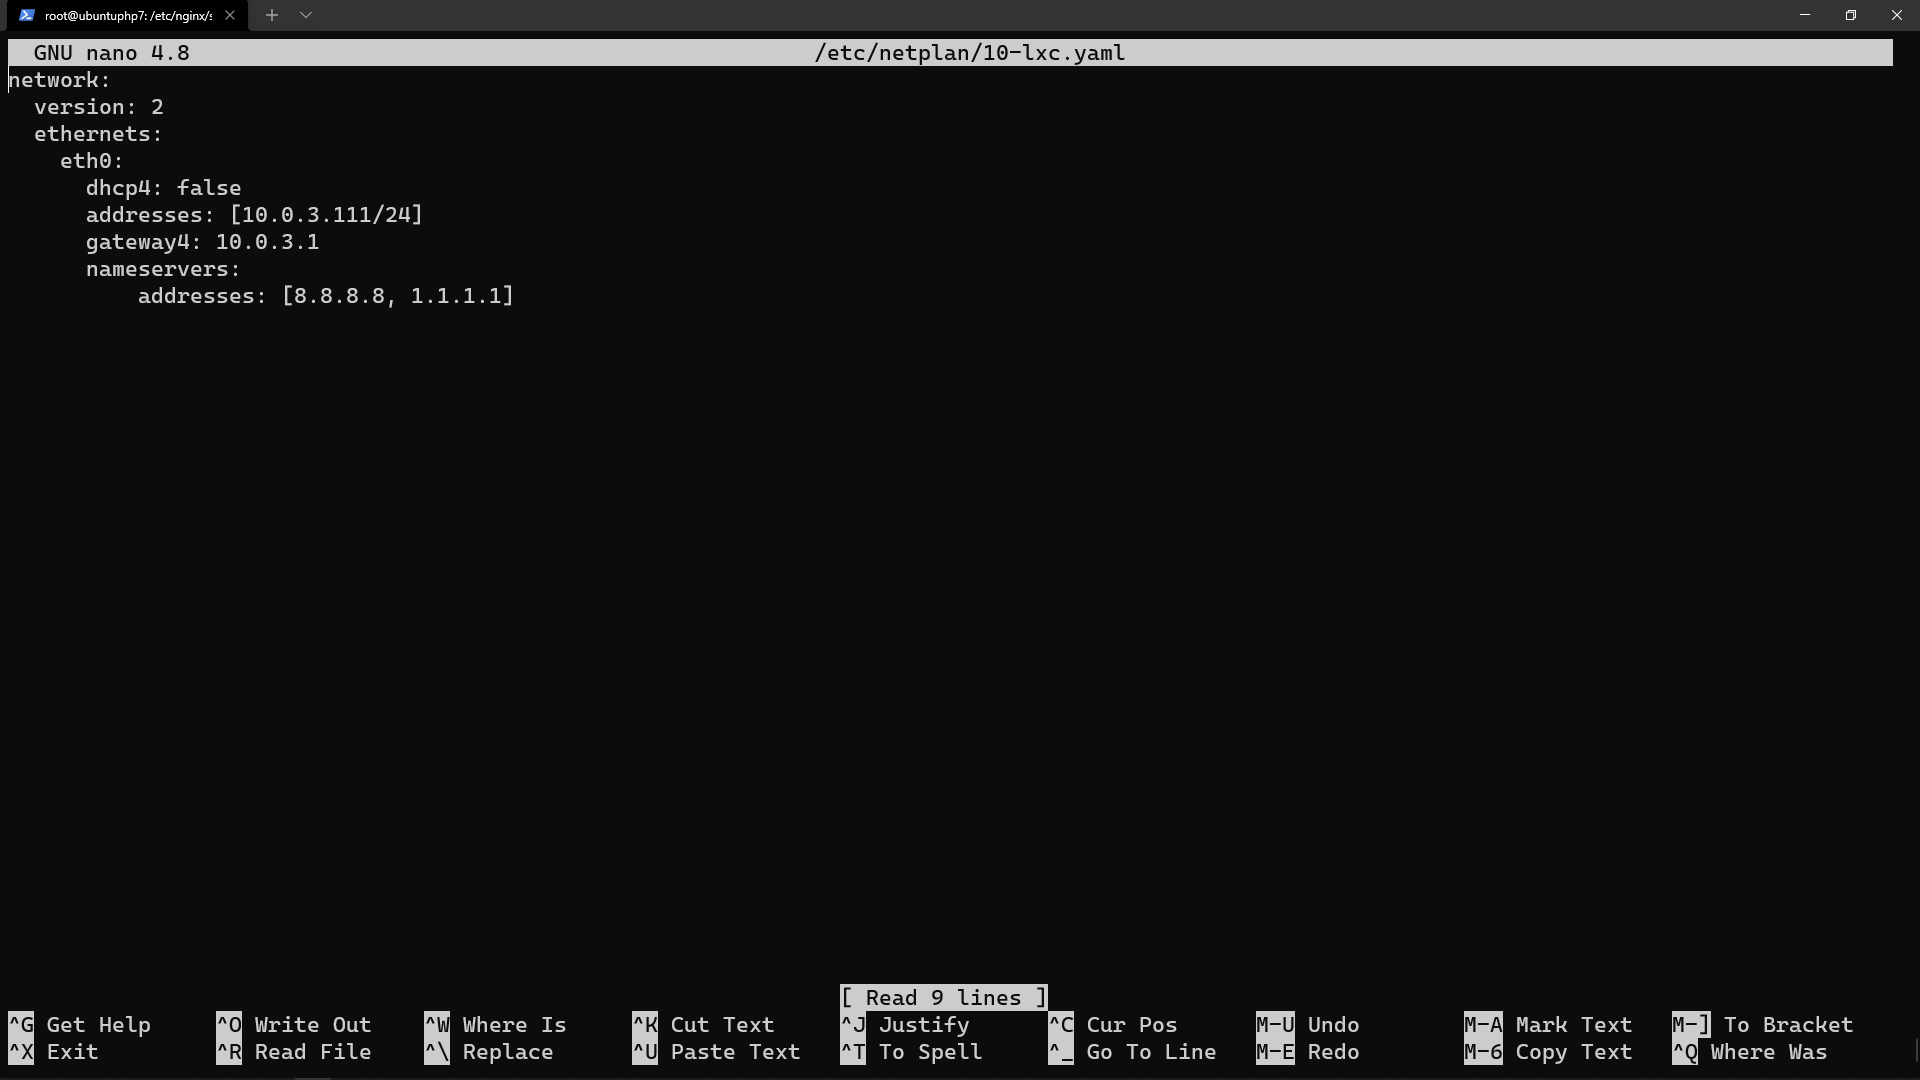 root@ubuntuphp7: /etc/nginx/s
GNU nano 4.8 /etc/netplan/10-lxc.yaml
network:
  version: 2
  ethernets:
    eth0:
      dhcp4: false
      addresses: [10.0.3.111/24]
      gateway4: 10.0.3.1
      nameservers:
          addresses: [8.8.8.8, 1.1.1.1]
[ Read 9 lines ]
^G Get Help ^O Write Out ^W Where Is ^K Cut Text ^J Justify ^C Cur Pos M-U Undo M-A Mark Text M-] To Bracket
^X Exit ^R Read File ^\ Replace ^U Paste Text ^T To Spell ^_ Go To Line M-E Redo M-6 Copy Text ^Q Where Was